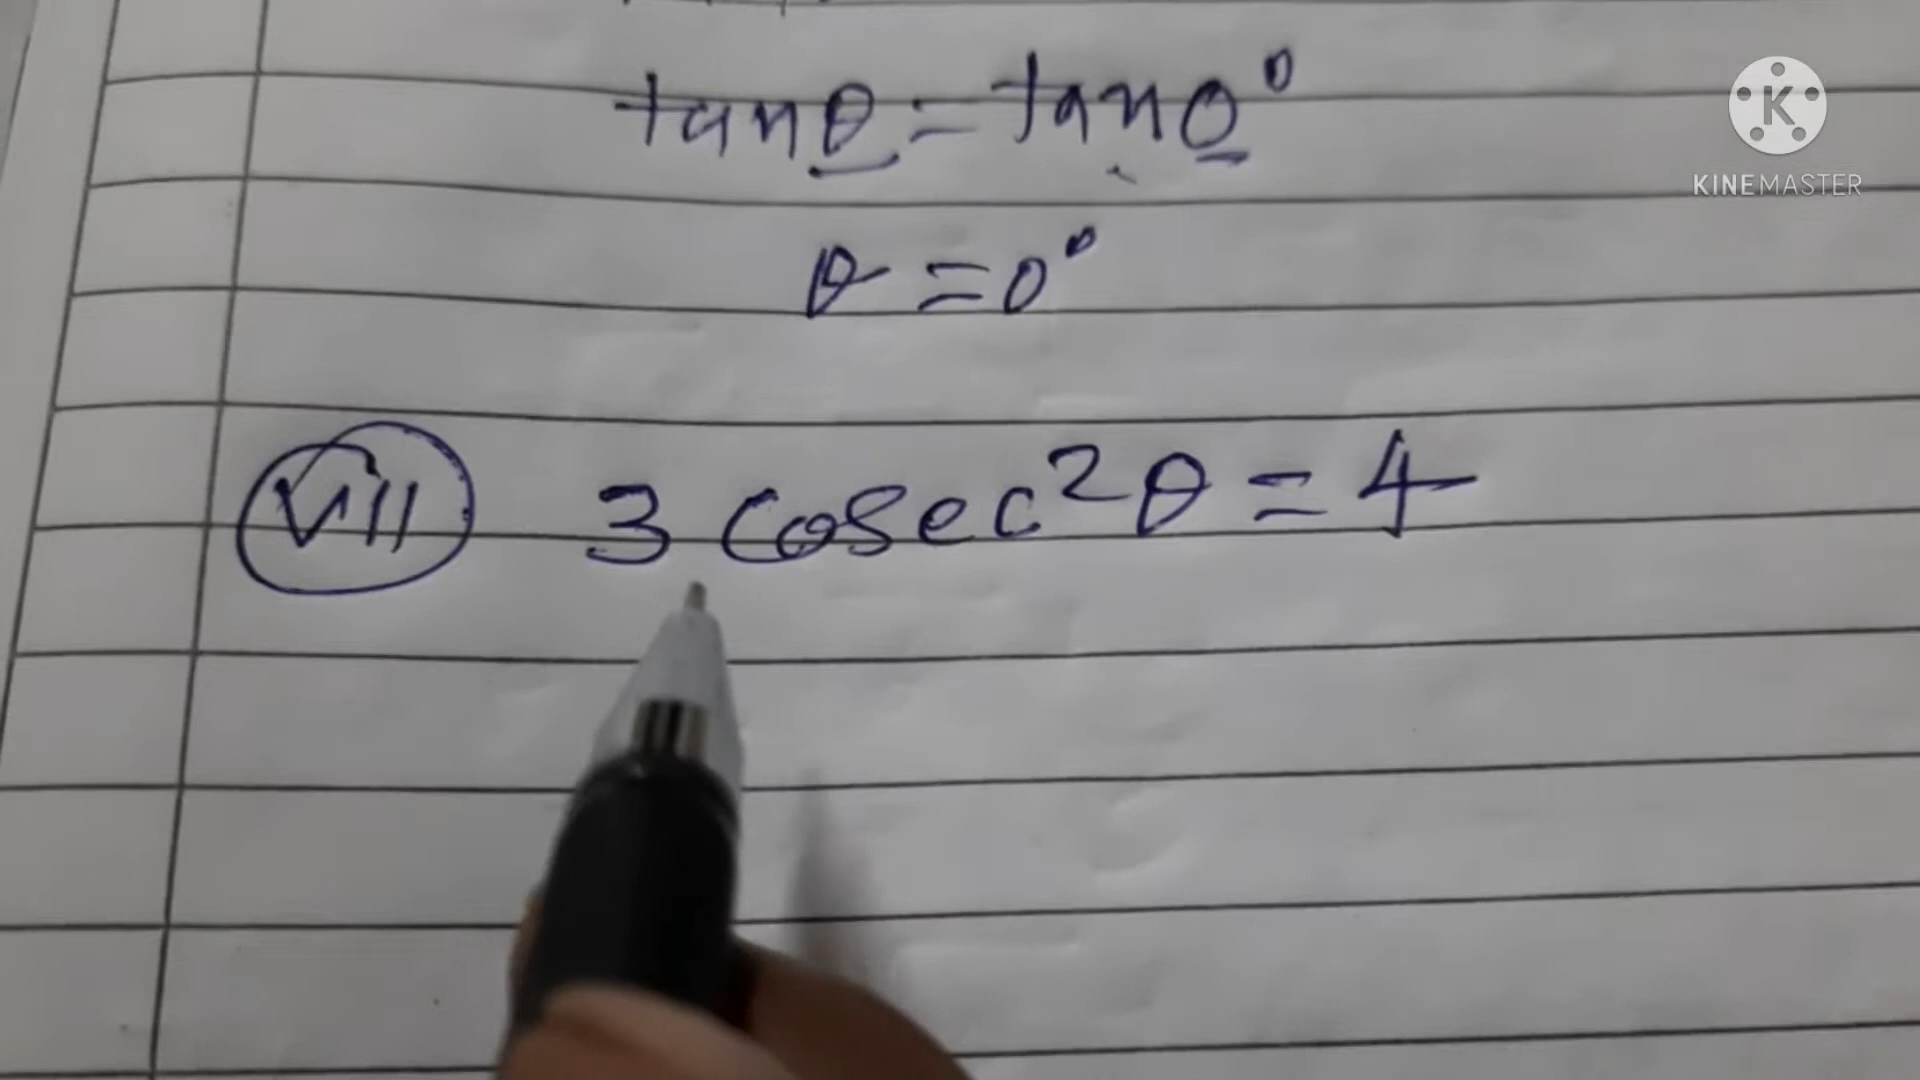 tanθ = tan0°
K
KINEMASTER
θ = 0°
VII 3 cosec²θ = 4